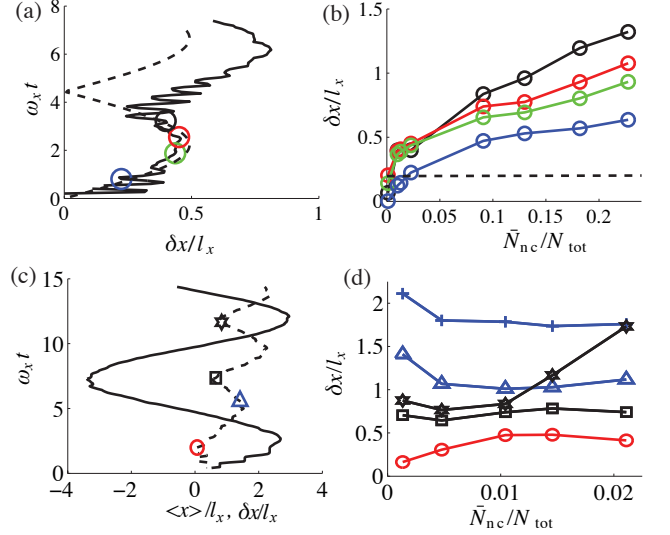 (a)
8
6
4
2
0
ω_x t
0
0.5
1
δx/l_x
(b)
1.5
1
0.5
0
δx/l_x
0
0.05
0.1
0.15
0.2
N̄_nc/N_tot
(c)
15
10
5
0
ω_x t
−4
−2
0
2
4
<x>/l_x, δx/l_x
(d)
2
1.5
1
0.5
0
δx/l_x
0
0.01
0.02
N̄_nc/N_tot